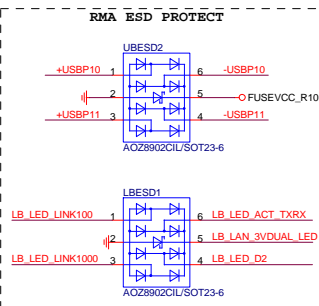 RMA ESD PROTECT
UBESD2
+USBP10 1 6 -USBP10
2 5 FUSEVCC_R10
+USBP11 3 4 -USBP11
AOZ8902CIL/SOT23-6
LBESD1
LB_LED_LINK100 1 6 LB_LED_ACT_TXRX
2 5 LB_LAN_3VDUAL_LED
LB_LED_LINK1000 3 4 LB_LED_D2
AOZ8902CIL/SOT23-6